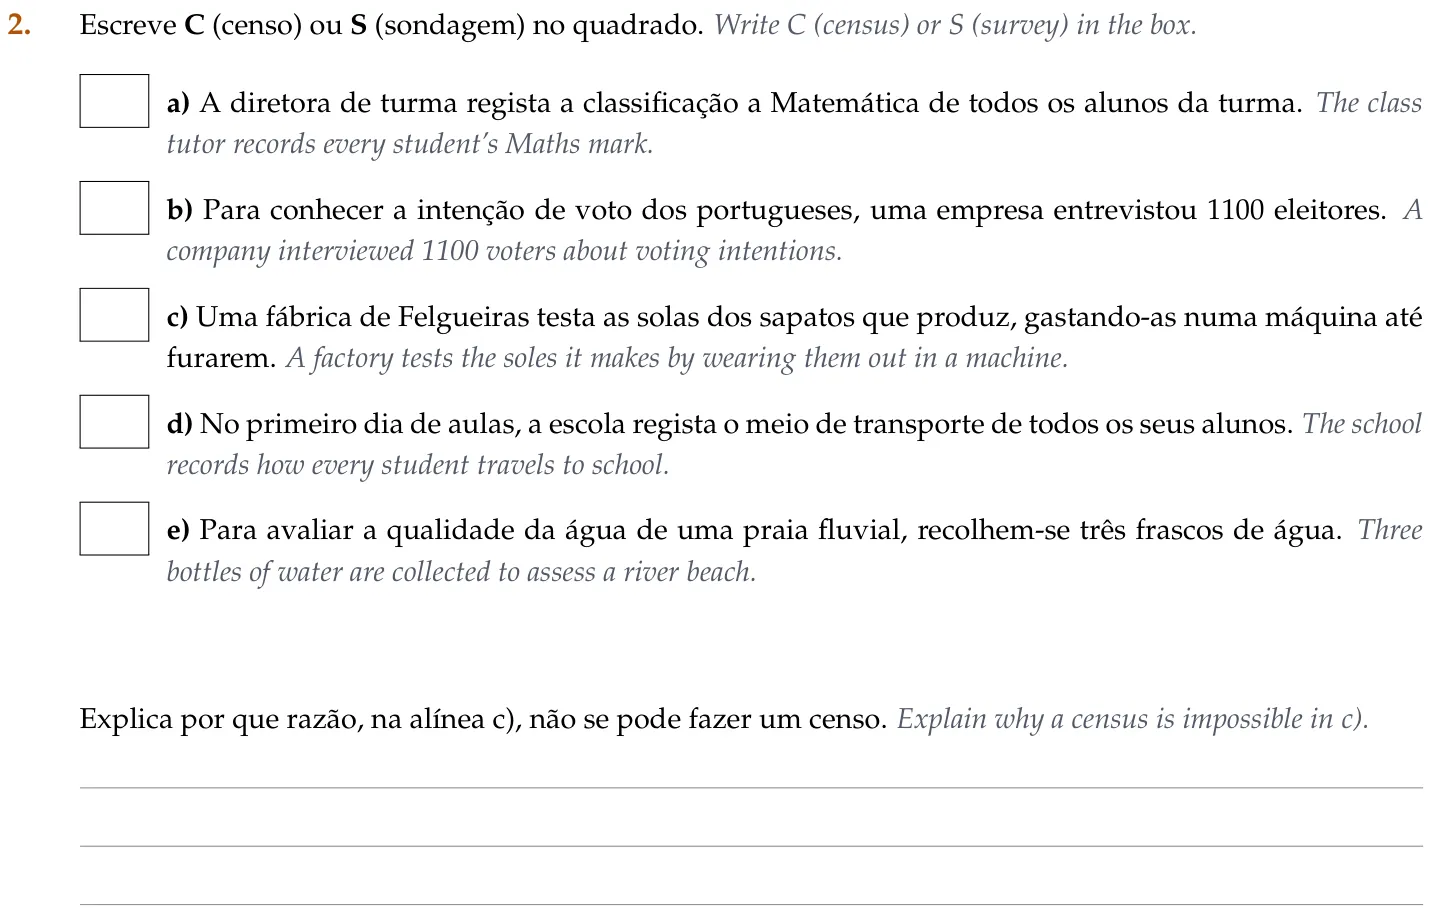 2. Escreve C (censo) ou S (sondagem) no quadrado. Write C (census) or S (survey) in the box.
a) A diretora de turma regista a classificação a Matemática de todos os alunos da turma. The class
tutor records every student's Maths mark.
b) Para conhecer a intenção de voto dos portugueses, uma empresa entrevistou 1100 eleitores. A
company interviewed 1100 voters about voting intentions.
c) Uma fábrica de Felgueiras testa as solas dos sapatos que produz, gastando-as numa máquina até
furarem. A factory tests the soles it makes by wearing them out in a machine.
d) No primeiro dia de aulas, a escola regista o meio de transporte de todos os seus alunos. The school
records how every student travels to school.
e) Para avaliar a qualidade da água de uma praia fluvial, recolhem-se três frascos de água. Three
bottles of water are collected to assess a river beach.
Explica por que razão, na alínea c), não se pode fazer um censo. Explain why a census is impossible in c).